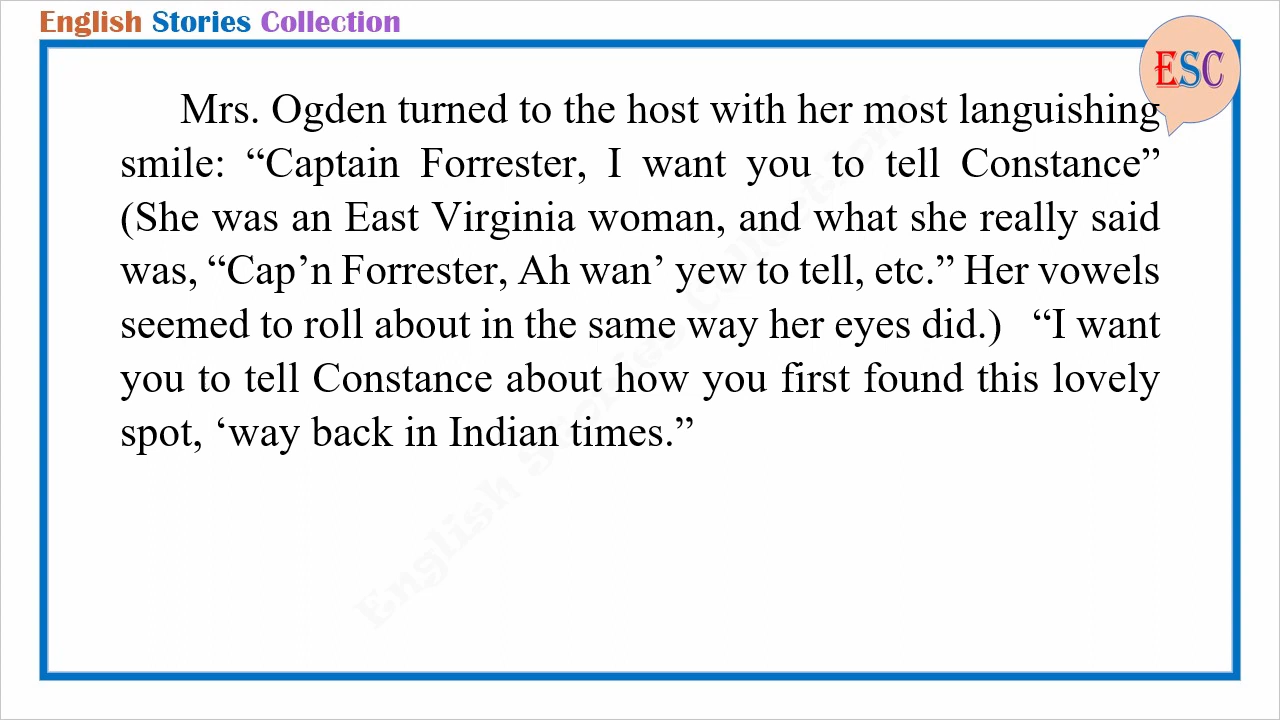 English Stories Collection
ESC
Mrs. Ogden turned to the host with her most languishing
smile: “Captain Forrester, I want you to tell Constance”
(She was an East Virginia woman, and what she really said
was, “Cap’n Forrester, Ah wan’ yew to tell, etc.” Her vowels
seemed to roll about in the same way her eyes did.) “I want
you to tell Constance about how you first found this lovely
spot, ‘way back in Indian times.”
English Stories Collection